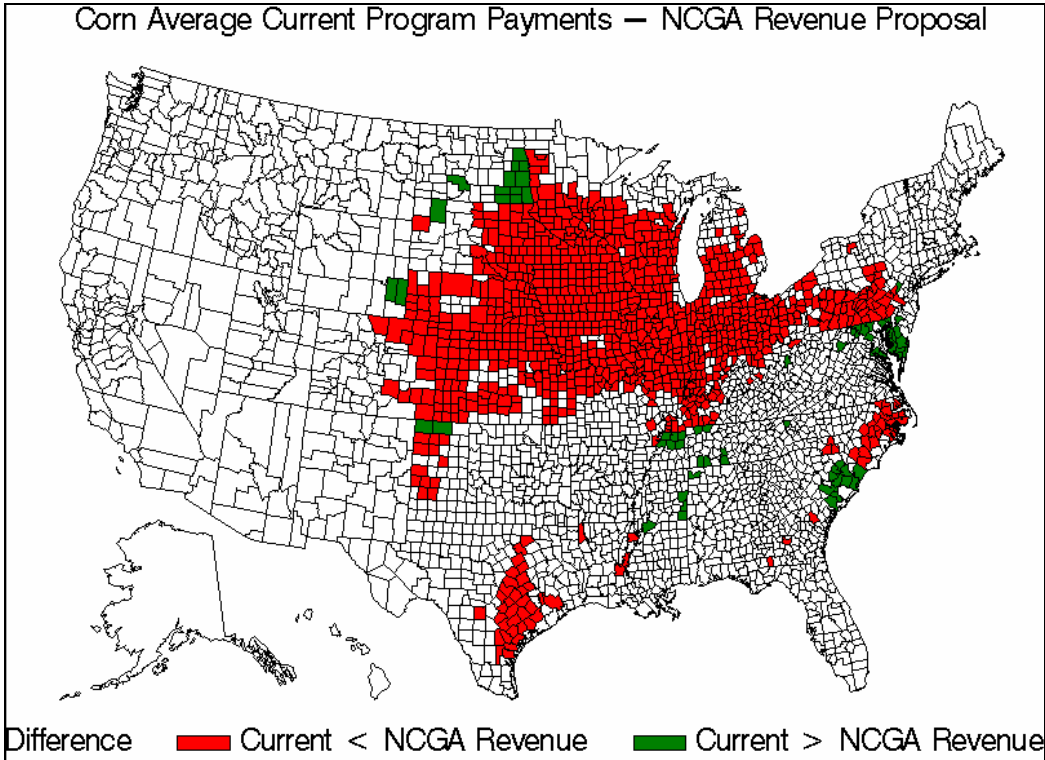 Corn Average Current Program Payments – NCGA Revenue Proposal
Difference Current < NCGA Revenue Current > NCGA Revenue